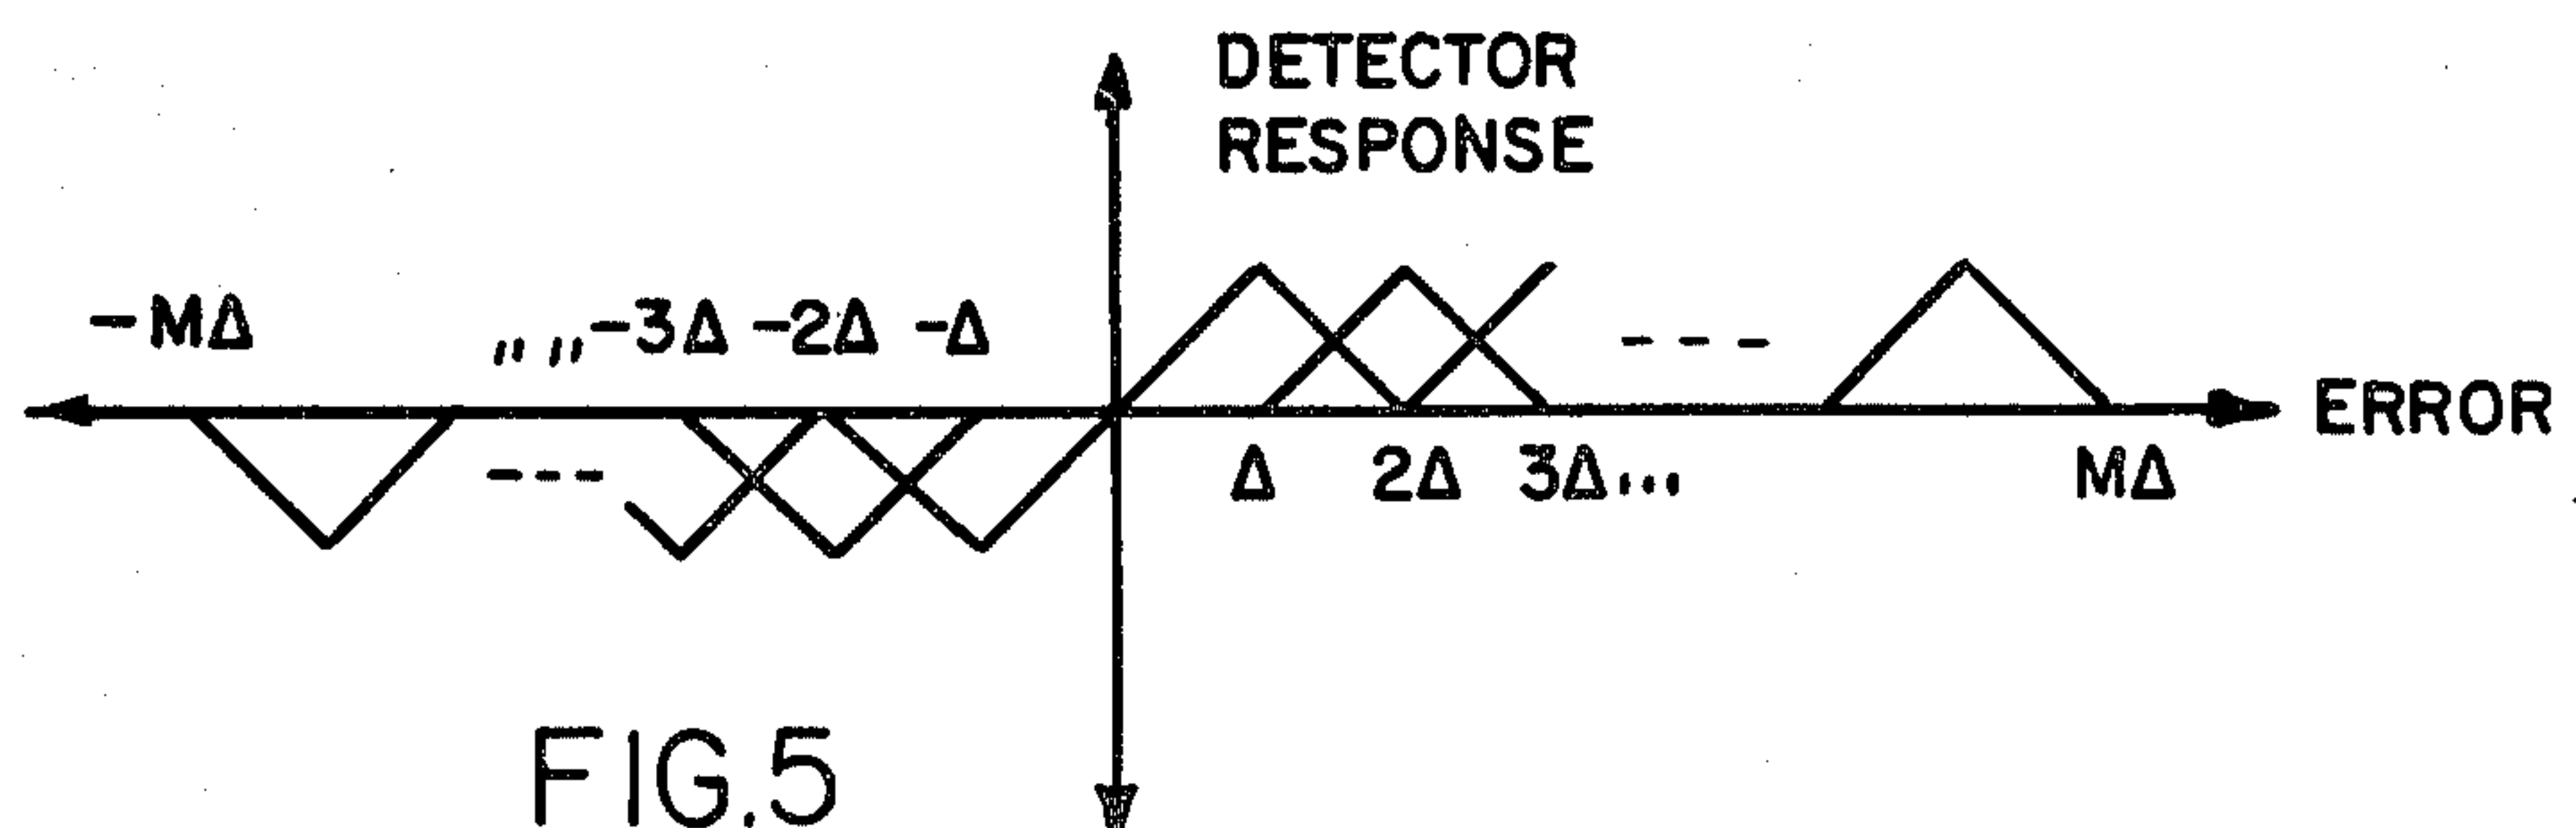 DETECTOR
RESPONSE
-MΔ ,,,,-3Δ -2Δ -Δ
--- ---
ERROR
Δ 2Δ 3Δ... MΔ
FIG.5